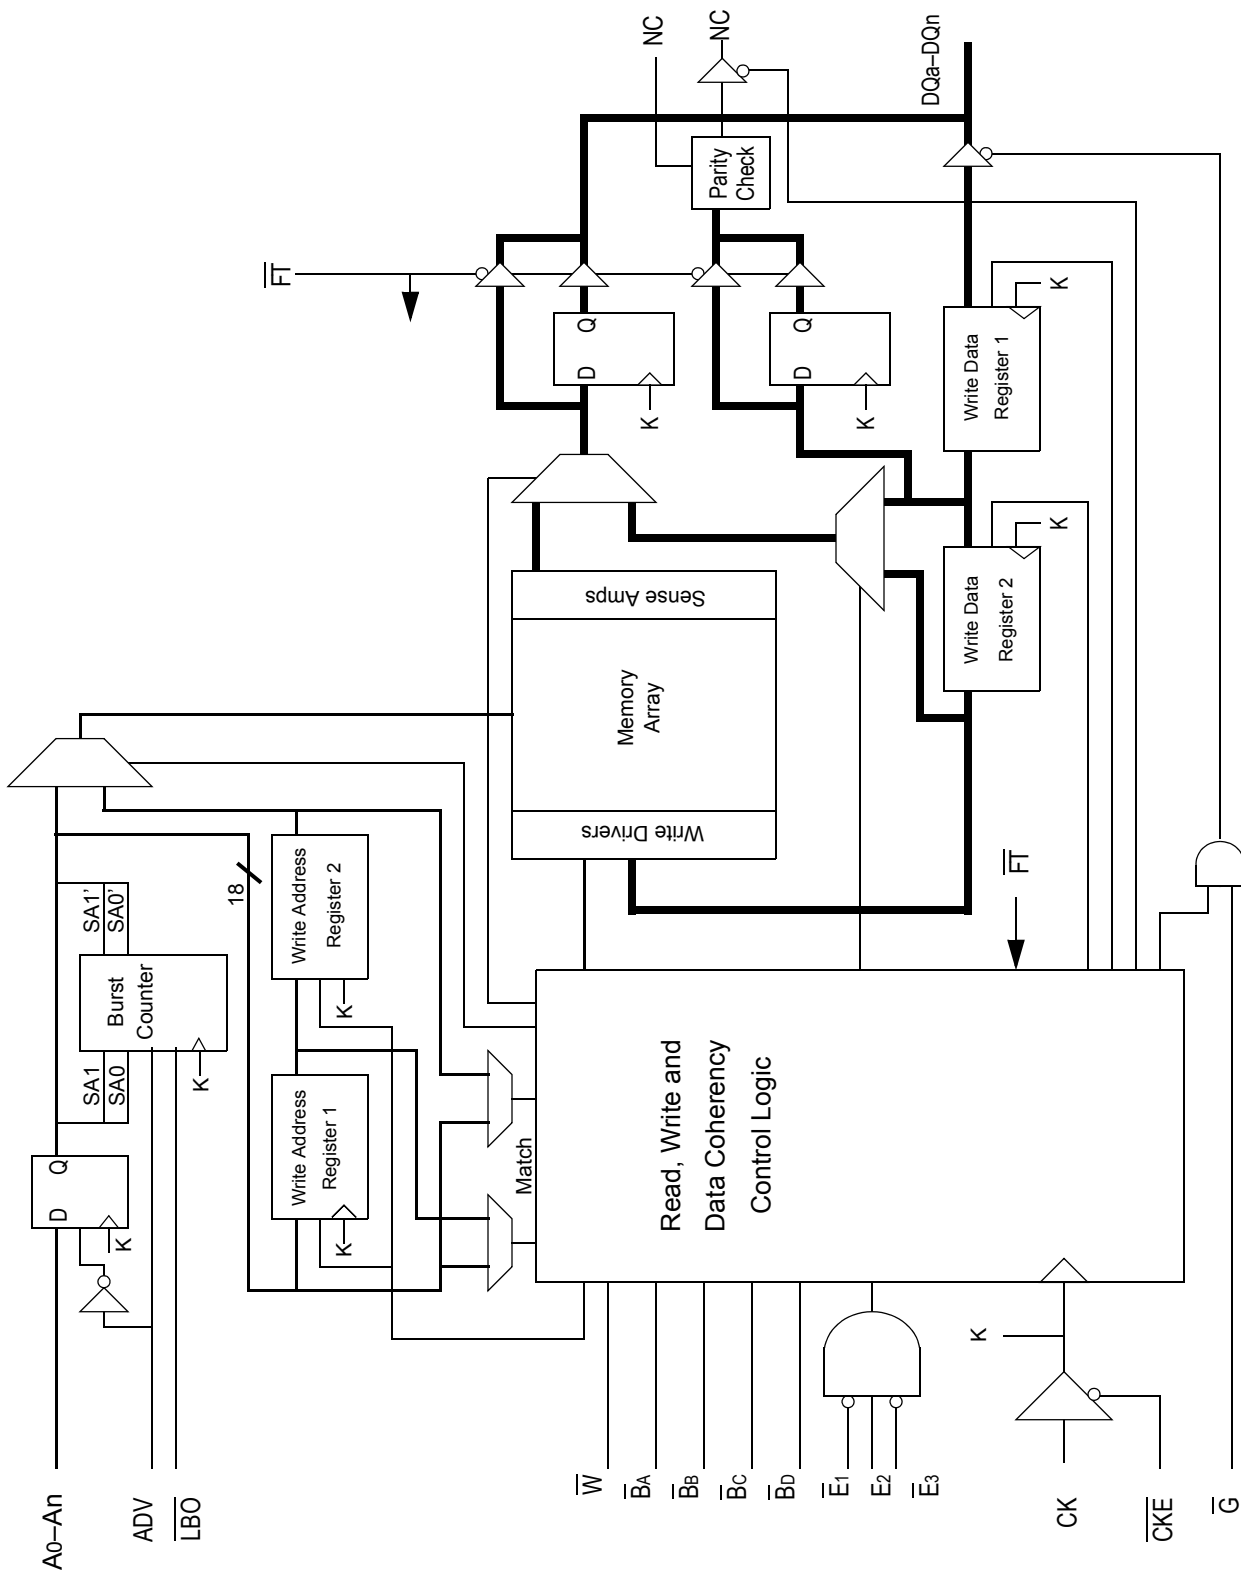 A0–An
ADV
LBO
W
BA
BB
BC
BD
E1
E2
E3
CK
CKE
G
D Q
K
SA1
SA0
Burst
Counter
SA1’
SA0’
K
18
Write Address
Register 1
K
Write Address
Register 2
K
Match
Read, Write and
Data Coherency
Control Logic
K
FT
Write Drivers
Memory
Array
Sense Amps
FT
D Q
K
D Q
K
Parity
Check
NC
NC
Write Data
Register 2
K
Write Data
Register 1
K
DQa–DQn